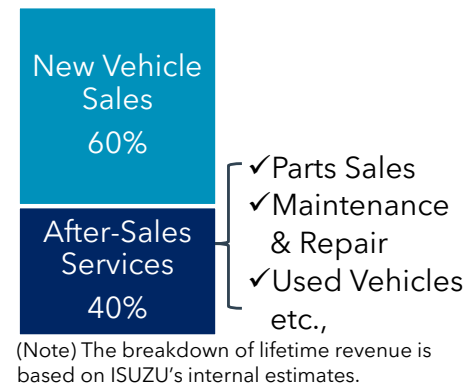 New Vehicle
Sales
60%
After-Sales
Services
40%
✓Parts Sales
✓Maintenance
& Repair
✓Used Vehicles
etc.,
(Note) The breakdown of lifetime revenue is
based on ISUZU's internal estimates.